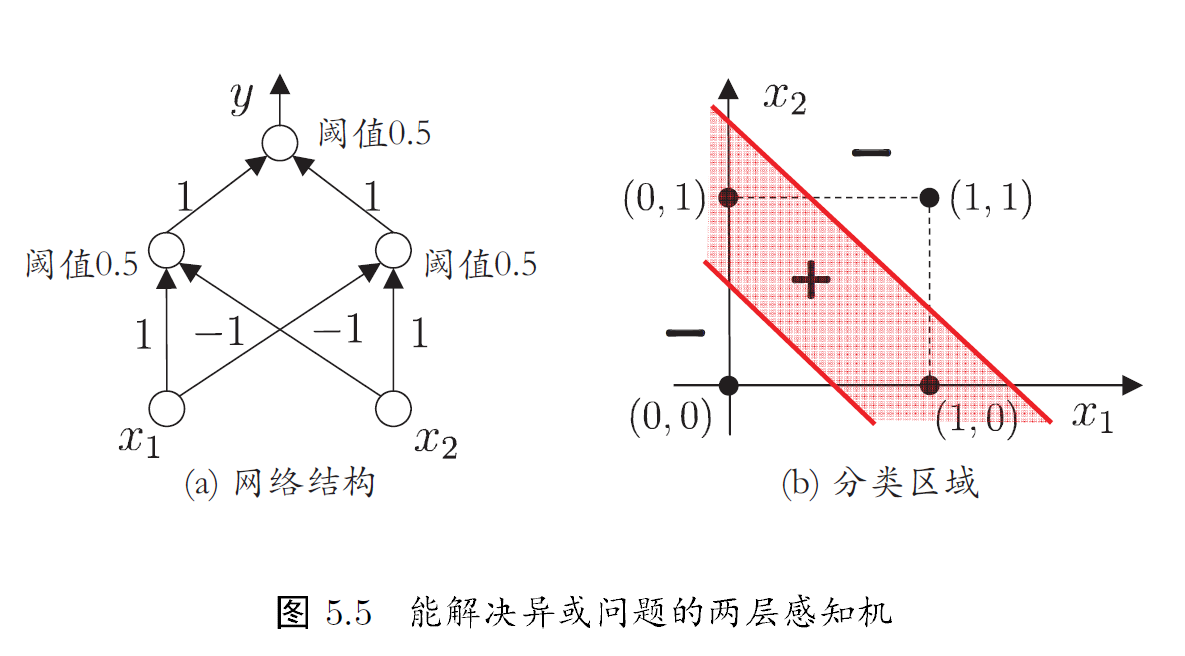 y
阈值0.5
1 1
阈值0.5 阈值0.5
1 −1 −1 1
x₁ x₂
(a) 网络结构
x₂
−
(0, 1) (1, 1)
+
−
(0, 0) (1, 0) x₁
(b) 分类区域
图 5.5 能解决异或问题的两层感知机